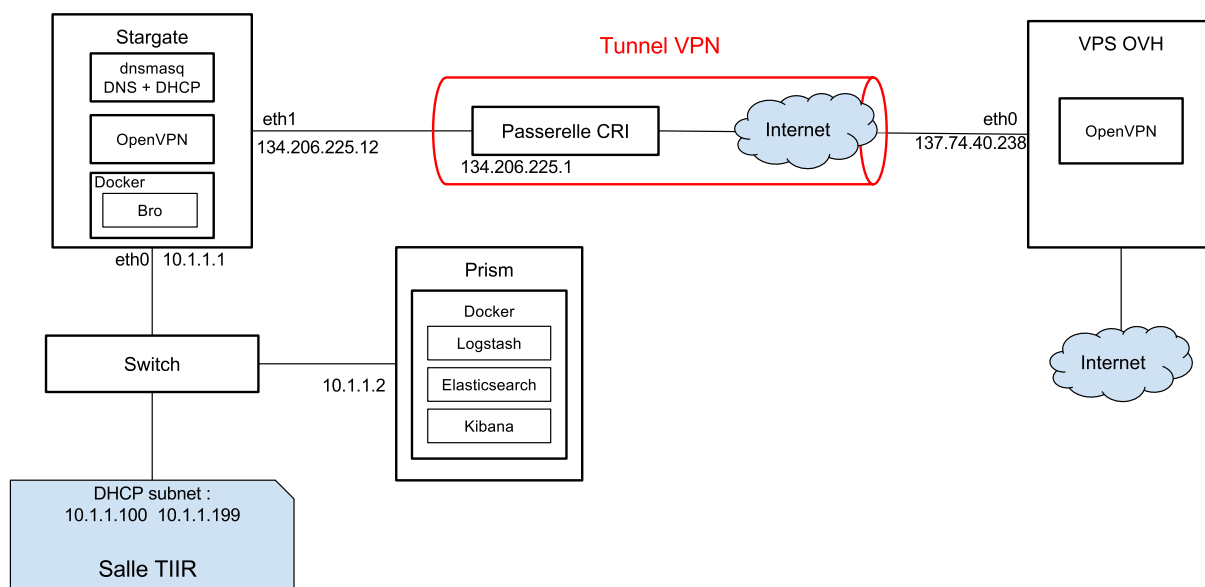 Stargate
dnsmasq
DNS + DHCP
OpenVPN
Docker
Bro
eth1
134.206.225.12
eth0 10.1.1.1
Tunnel VPN
Passerelle CRI
134.206.225.1
Internet
eth0
137.74.40.238
VPS OVH
OpenVPN
Internet
Switch
10.1.1.2
Prism
Docker
Logstash
Elasticsearch
Kibana
DHCP subnet :
10.1.1.100 10.1.1.199
Salle TIIR